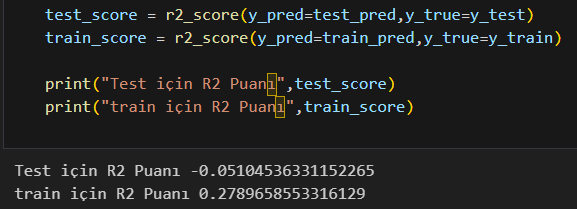 test_score = r2_score(y_pred=test_pred,y_true=y_test)
train_score = r2_score(y_pred=train_pred,y_true=y_train)
print("Test için R2 Puanı",test_score)
print("train için R2 Puanı",train_score)
Test için R2 Puanı -0.05104536331152265
train için R2 Puanı 0.2789658553316129